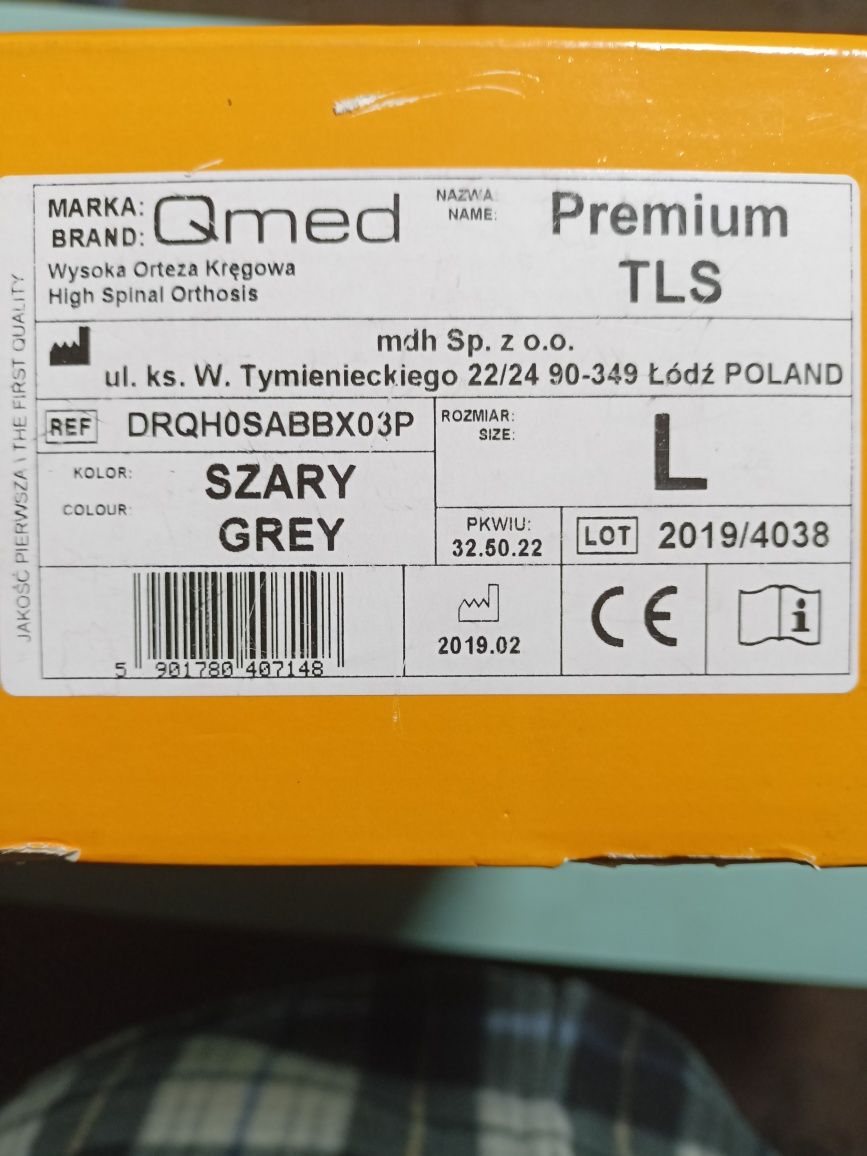 MARKA:
BRAND:
Qmed
Wysoka Orteza Kręgowa
High Spinal Orthosis
NAZWA:
NAME:
Premium
TLS
mdh Sp. z o.o.
ul. ks. W. Tymienieckiego 22/24 90-349 Łódź POLAND
REF DRQH0SABBX03P
ROZMIAR:
SIZE:
L
KOLOR:
COLOUR:
SZARY
GREY
PKWIU:
32.50.22
LOT 2019/4038
5 901780 407148
2019.02
CE
i
JAKOŚĆ PIERWSZA \ THE FIRST QUALITY